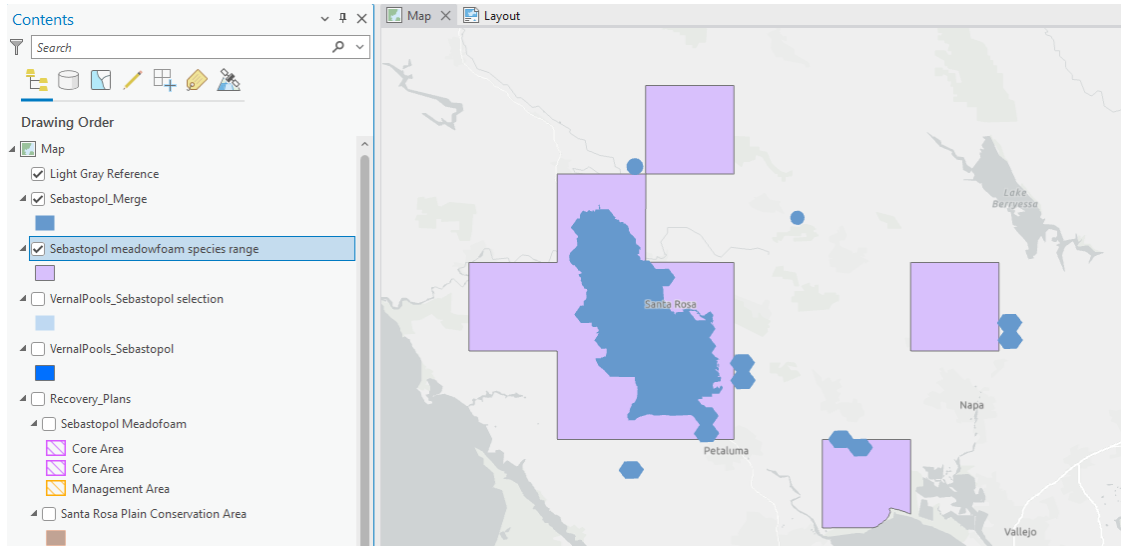 Contents
Search
Drawing Order
Map
Light Gray Reference
Sebastopol_Merge
Sebastopol meadowfoam species range
VernalPools_Sebastopol selection
VernalPools_Sebastopol
Recovery_Plans
Sebastopol Meadofoam
Core Area
Core Area
Management Area
Santa Rosa Plain Conservation Area
Map
Layout
Lake
Berryessa
Santa Rosa
Napa
Petaluma
Vallejo